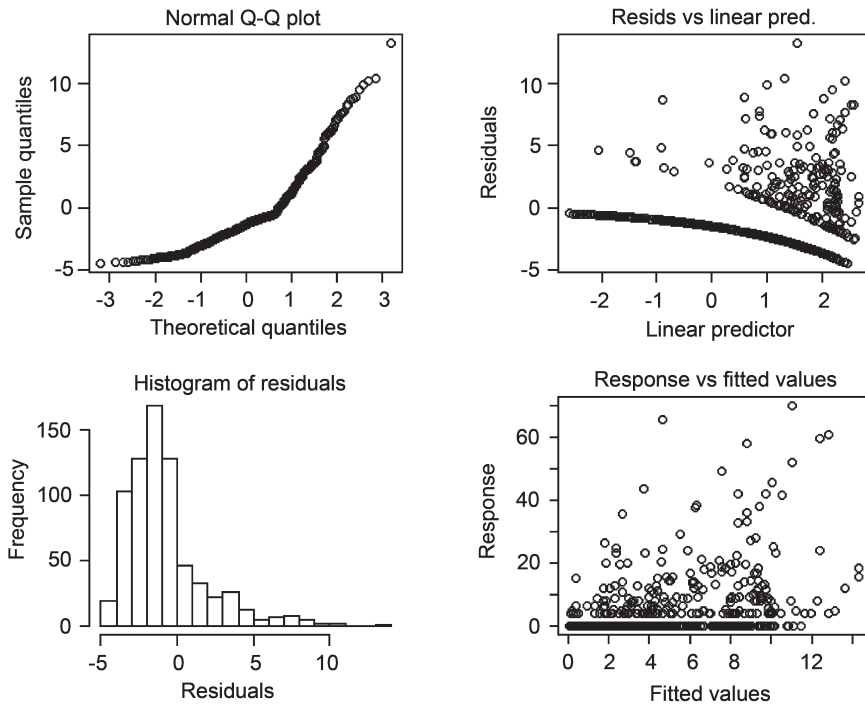 Normal Q-Q plot
Sample quantiles
10
5
0
-5
-3 -2 -1 0 1 2 3
Theoretical quantiles
Resids vs linear pred.
Residuals
10
5
0
-5
-2 -1 0 1 2
Linear predictor
Histogram of residuals
Frequency
150
100
50
0
-5 0 5 10
Residuals
Response vs fitted values
Response
60
40
20
0
0 2 4 6 8 12
Fitted values